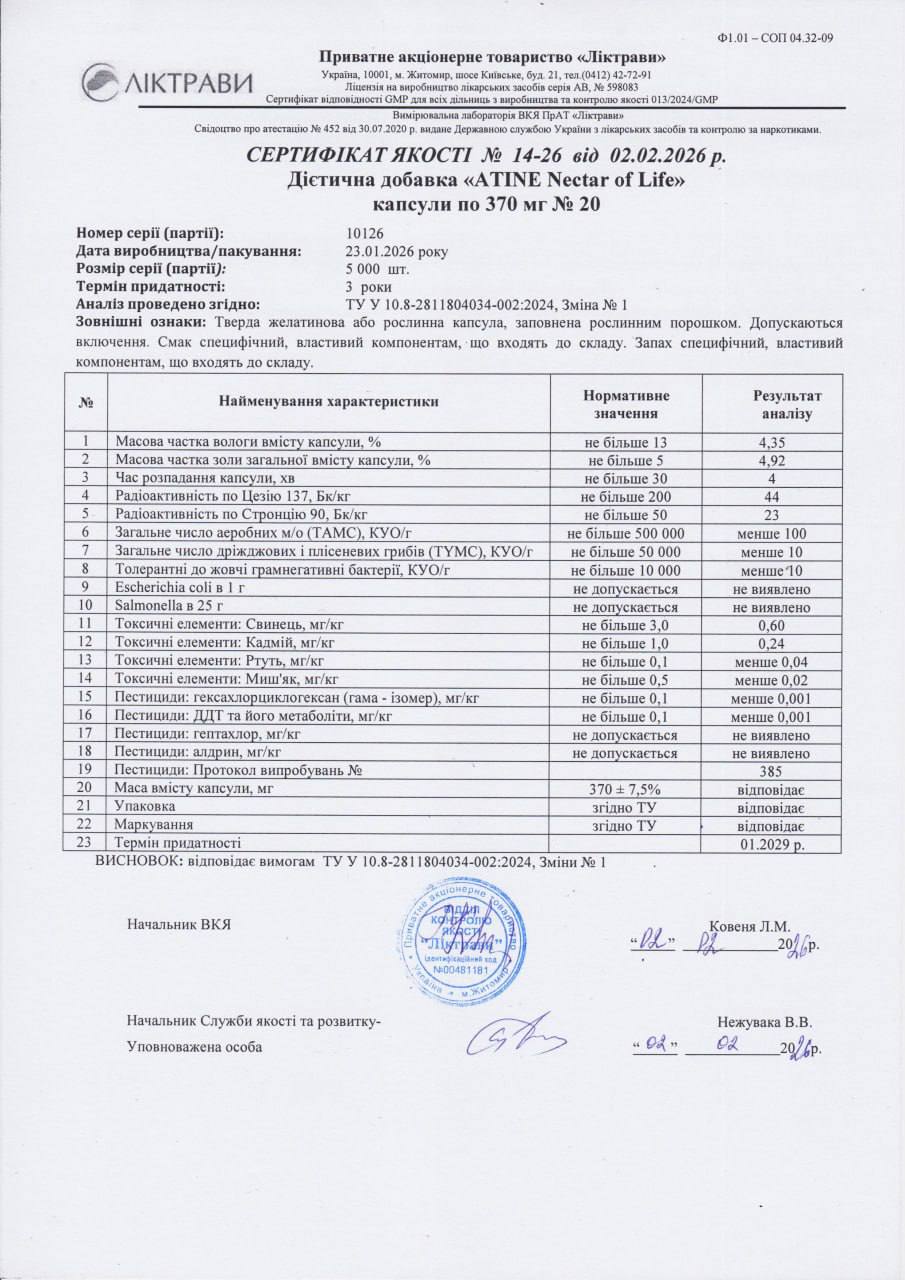 Ф1.01 – СОП 04.32-09
ЛІКТРАВИ
Приватне акціонерне товариство «Ліктрави»
Україна, 10001, м. Житомир, шосе Київське, буд. 21, тел.(0412) 42-72-91
Ліцензія на виробництво лікарських засобів серія АВ, № 598083
Сертифікат відповідності GMP для всіх дільниць з виробництва та контролю якості 013/2024/GMP
Вимірювальна лабораторія ВКЯ ПрАТ «Ліктрави»
Свідоцтво про атестацію № 452 від 30.07.2020 р. видане Державною службою України з лікарських засобів та контролю за наркотиками.
СЕРТИФІКАТ ЯКОСТІ № 14-26 від 02.02.2026 р.
Дієтична добавка «ATINE Nectar of Life»
капсули по 370 мг № 20
Номер серії (партії): 10126
Дата виробництва/пакування: 23.01.2026 року
Розмір серії (партії): 5 000 шт.
Термін придатності: 3 роки
Аналіз проведено згідно: ТУ У 10.8-2811804034-002:2024, Зміна № 1
Зовнішні ознаки: Тверда желатинова або рослинна капсула, заповнена рослинним порошком. Допускаються
включення. Смак специфічний, властивий компонентам, що входять до складу. Запах специфічний, властивий
компонентам, що входять до складу.
№ Найменування характеристики Нормативне значення Результат аналізу
1 Масова частка вологи вмісту капсули, % не більше 13 4,35
2 Масова частка золи загальної вмісту капсули, % не більше 5 4,92
3 Час розпадання капсули, хв не більше 30 4
4 Радіоактивність по Цезію 137, Бк/кг не більше 200 44
5 Радіоактивність по Стронцію 90, Бк/кг не більше 50 23
6 Загальне число аеробних м/о (TAMC), КУО/г не більше 500 000 менше 100
7 Загальне число дріжджових і плісеневих грибів (TYMC), КУО/г не більше 50 000 менше 10
8 Толерантні до жовчі грамнегативні бактерії, КУО/г не більше 10 000 менше 10
9 Escherichia coli в 1 г не допускається не виявлено
10 Salmonella в 25 г не допускається не виявлено
11 Токсичні елементи: Свинець, мг/кг не більше 3,0 0,60
12 Токсичні елементи: Кадмій, мг/кг не більше 1,0 0,24
13 Токсичні елементи: Ртуть, мг/кг не більше 0,1 менше 0,04
14 Токсичні елементи: Миш'як, мг/кг не більше 0,5 менше 0,02
15 Пестициди: гексахлорциклогексан (гама - ізомер), мг/кг не більше 0,1 менше 0,001
16 Пестициди: ДДТ та його метаболіти, мг/кг не більше 0,1 менше 0,001
17 Пестициди: гептахлор, мг/кг не допускається не виявлено
18 Пестициди: алдрин, мг/кг не допускається не виявлено
19 Пестициди: Протокол випробувань № 385
20 Маса вмісту капсули, мг 370 ± 7,5% відповідає
21 Упаковка згідно ТУ відповідає
22 Маркування згідно ТУ відповідає
23 Термін придатності 01.2029 р.
ВИСНОВОК: відповідає вимогам ТУ У 10.8-2811804034-002:2024, Зміни № 1
Начальник ВКЯ
Приватне акціонерне товариство
ВІДДІЛ
КОНТРОЛЮ
ЯКОСТІ
"Ліктрави"
ідентифікаційний код
№00481181
Україна * м.Житомир
Ковеня Л.М.
“02” 02 2026р.
Начальник Служби якості та розвитку-
Уповноважена особа
Нежувака В.В.
“02” 02 2026р.